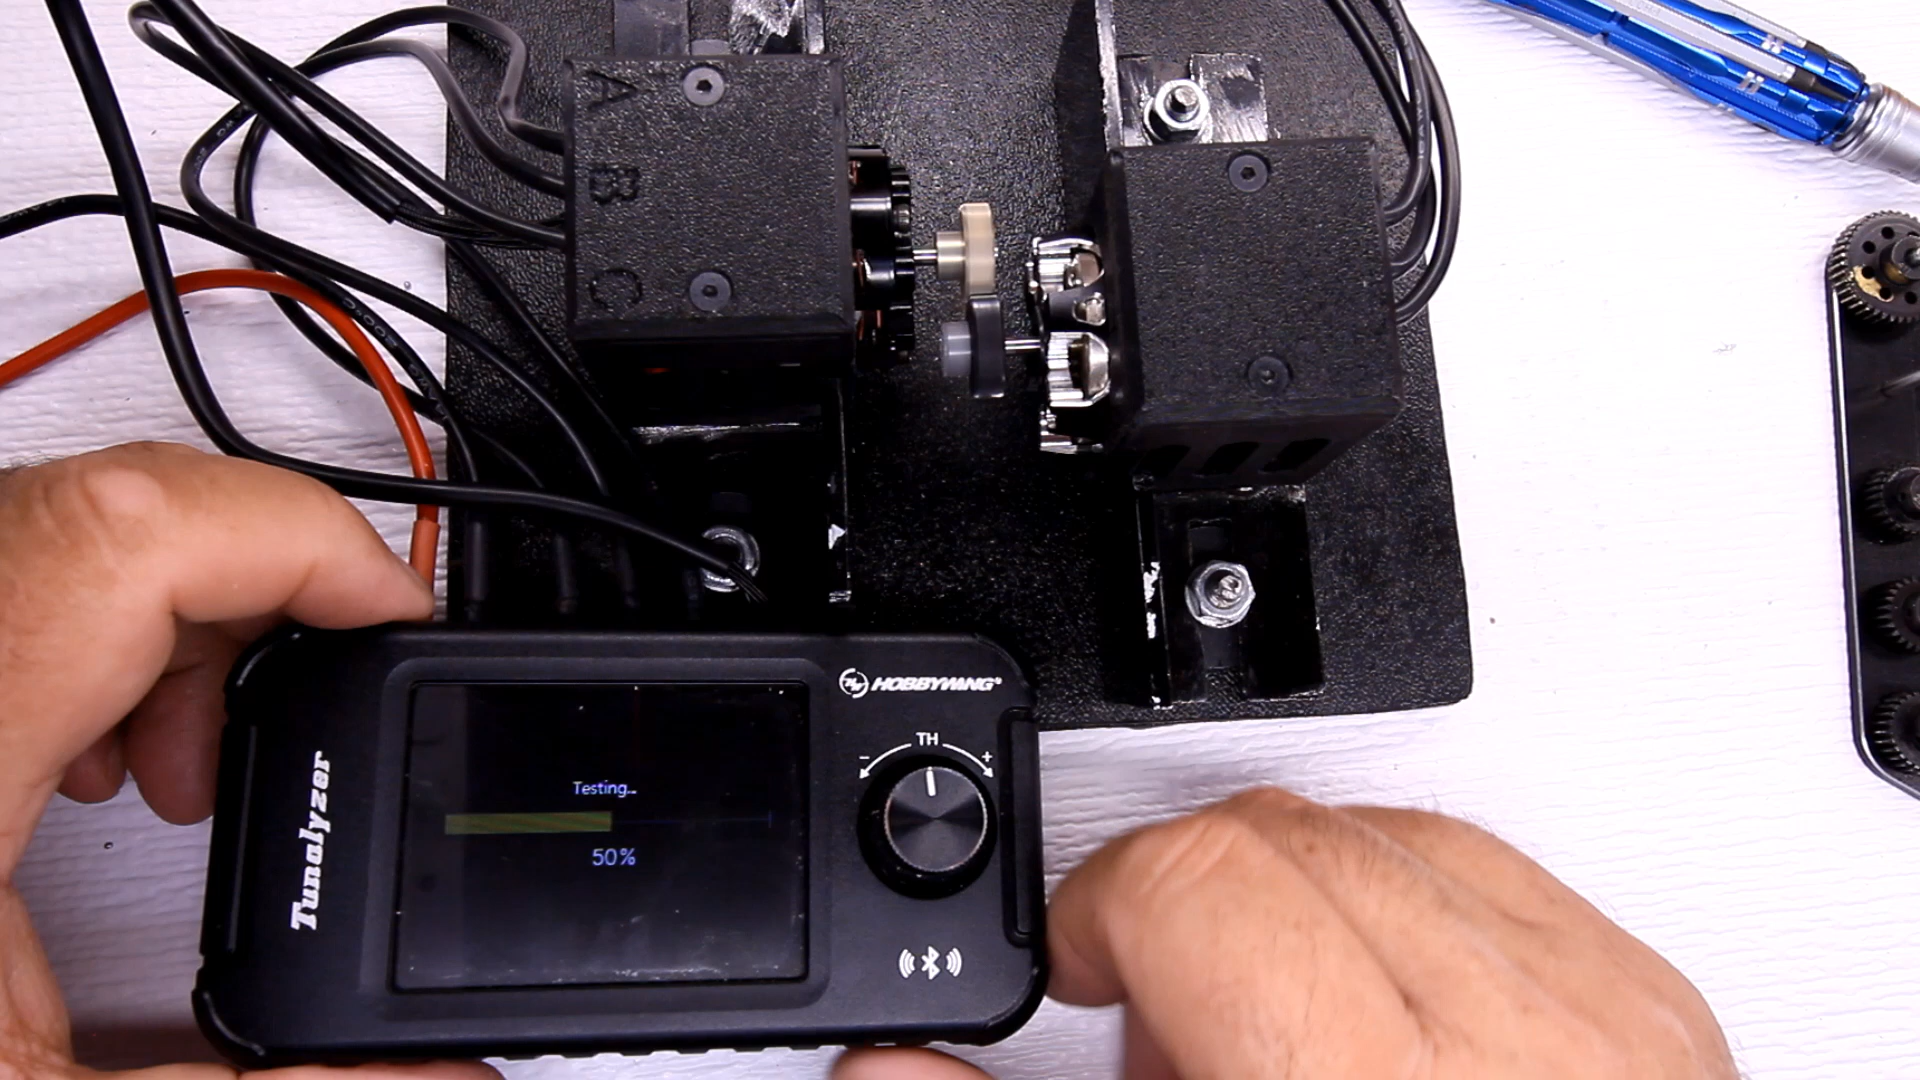 A
B
C
HOBBYWING
TH
- +
Testing...
50%
Tunalyzer